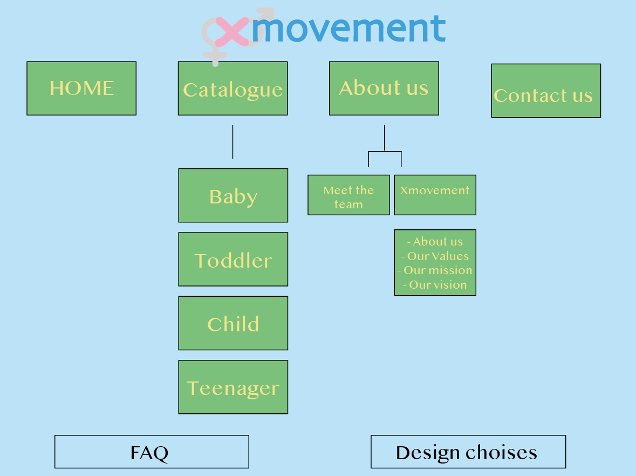 xmovement
HOME
Catalogue
About us
Contact us
Baby
Toddler
Child
Teenager
Meet the
team
Xmovement
- About us
- Our Values
- Our mission
- Our vision
FAQ
Design choises